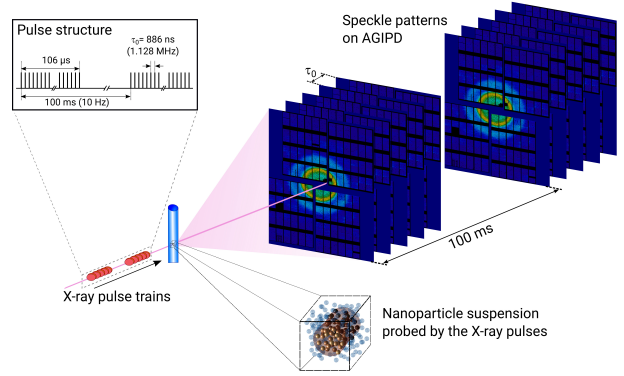 Pulse structure
τ₀= 886 ns
(1.128 MHz)
106 μs
100 ms (10 Hz)
Speckle patterns
on AGIPD
τ₀
100 ms
X-ray pulse trains
Nanoparticle suspension
probed by the X-ray pulses